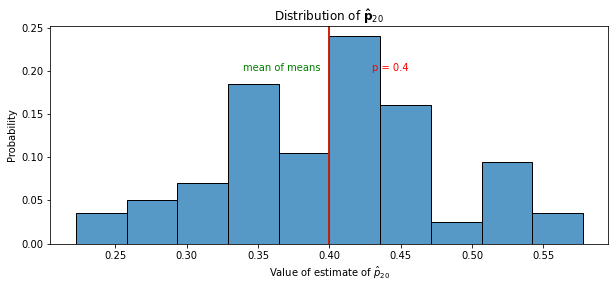 Distribution of p̂₂₀
0.25
0.20
0.15
0.10
0.05
0.00
Probability
mean of means
p = 0.4
0.25 0.30 0.35 0.40 0.45 0.50 0.55
Value of estimate of p̂₂₀